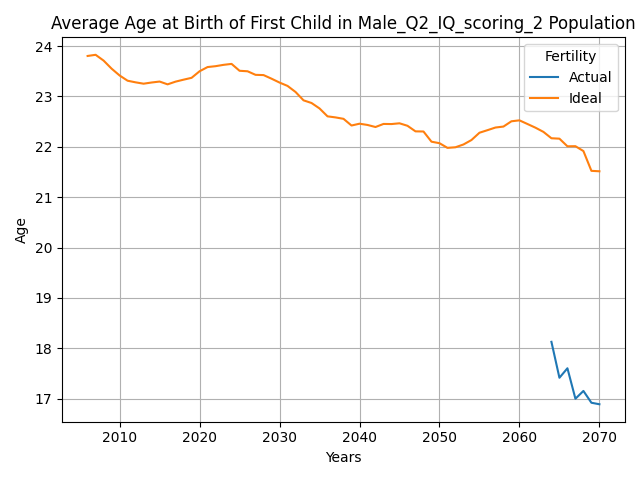 Average Age at Birth of First Child in Male_Q2_IQ_scoring_2 Population
Fertility
Actual
Ideal
24
23
22
21
20
19
18
17
Age
2010 2020 2030 2040 2050 2060 2070
Years